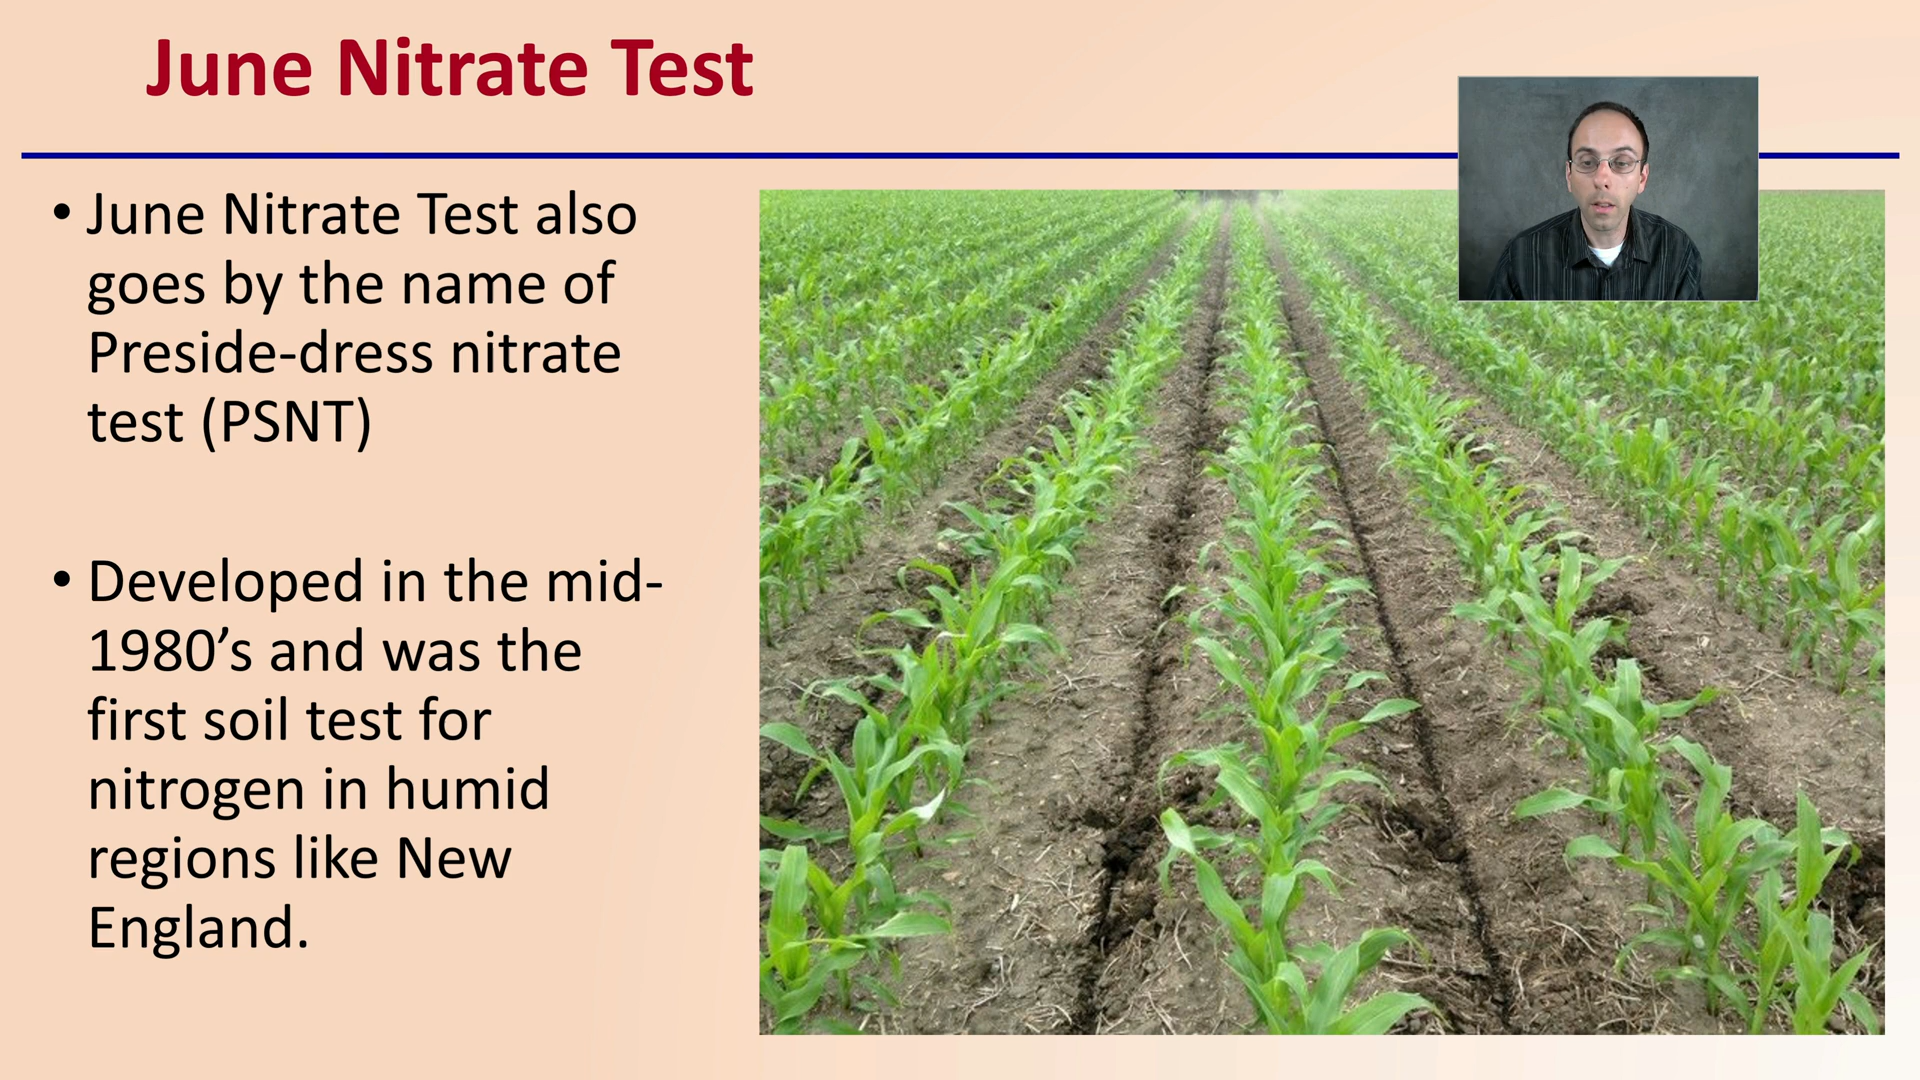 June Nitrate Test
• June Nitrate Test also
goes by the name of
Preside-dress nitrate
test (PSNT)
• Developed in the mid-
1980’s and was the
first soil test for
nitrogen in humid
regions like New
England.